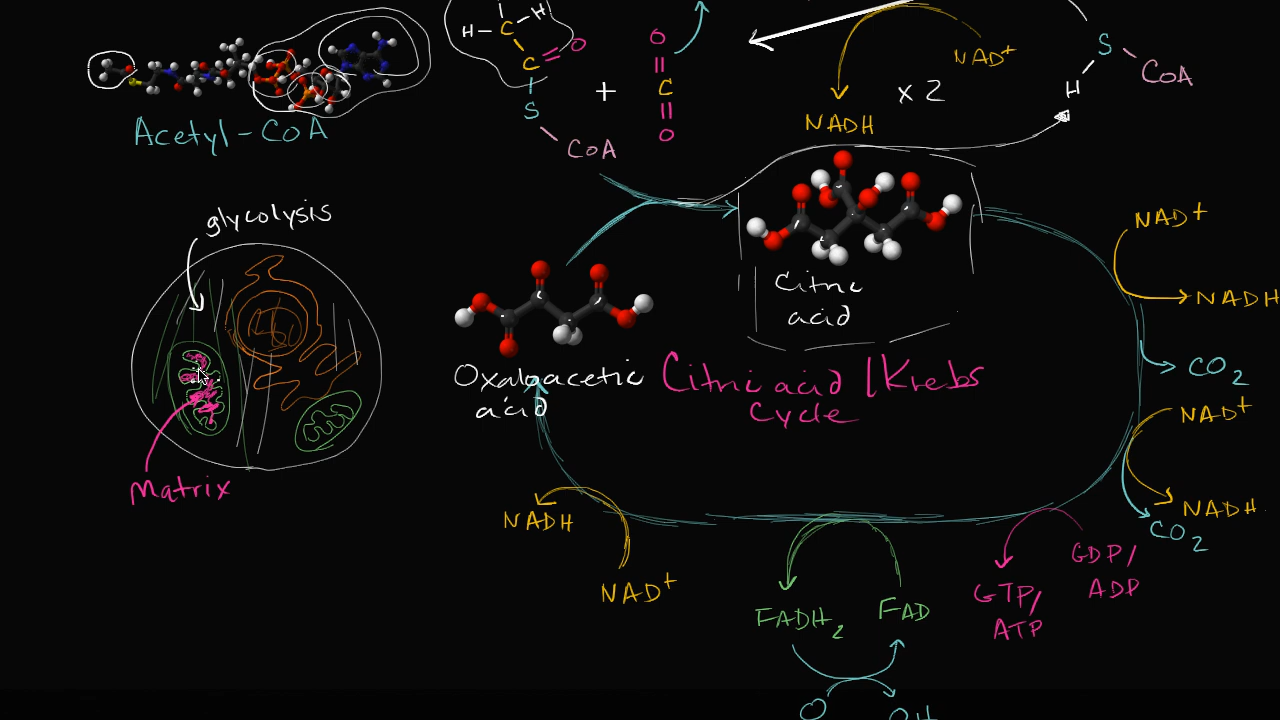 H
H
C
C
O
S
CoA
+
O
C
O
NAD+
NADH
x 2
S
H
CoA
Acetyl-CoA
glycolysis
Matrix
Citric
acid
Oxaloacetic
acid
Citric acid / Krebs
Cycle
NAD+
NADH
CO2
NAD+
NADH
CO2
GDP/
ADP
GTP/
ATP
FAD
FADH2
NAD+
NADH
O
OH